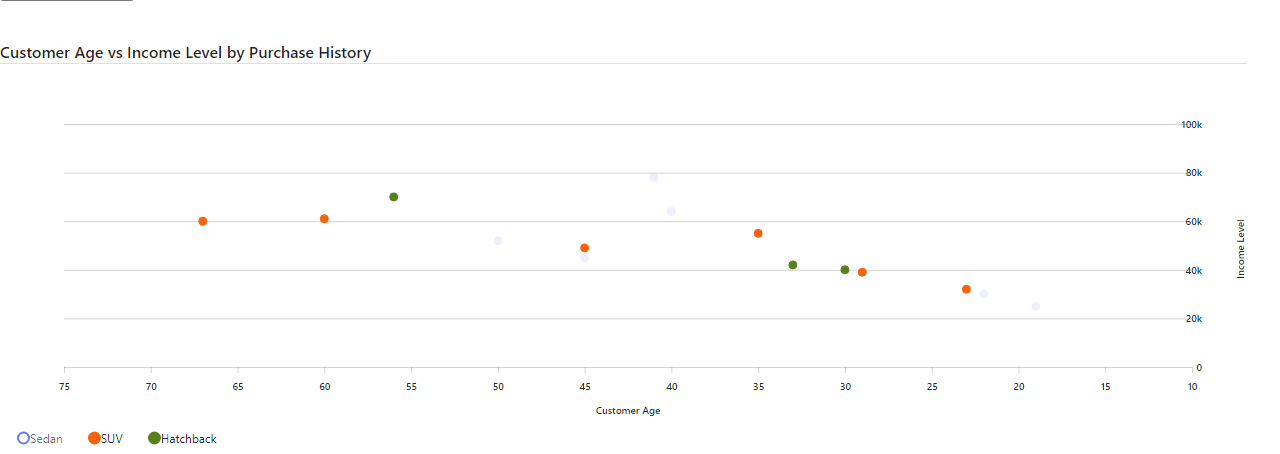 Customer Age vs Income Level by Purchase History
100k
80k
60k
40k
20k
0
Income Level
75 70 65 60 55 50 45 40 35 30 25 20 15 10
Customer Age
Sedan SUV Hatchback